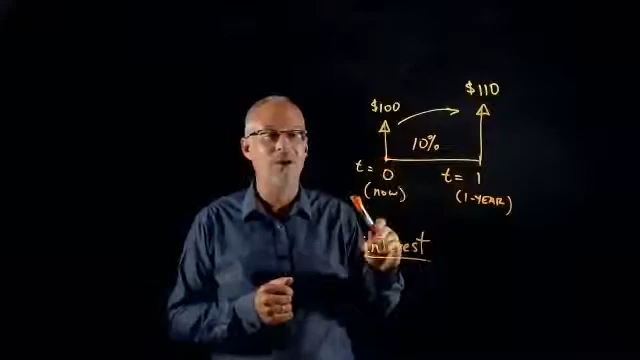 $100 $110
10%
t = 0 t = 1
(now) (1-YEAR)
interest